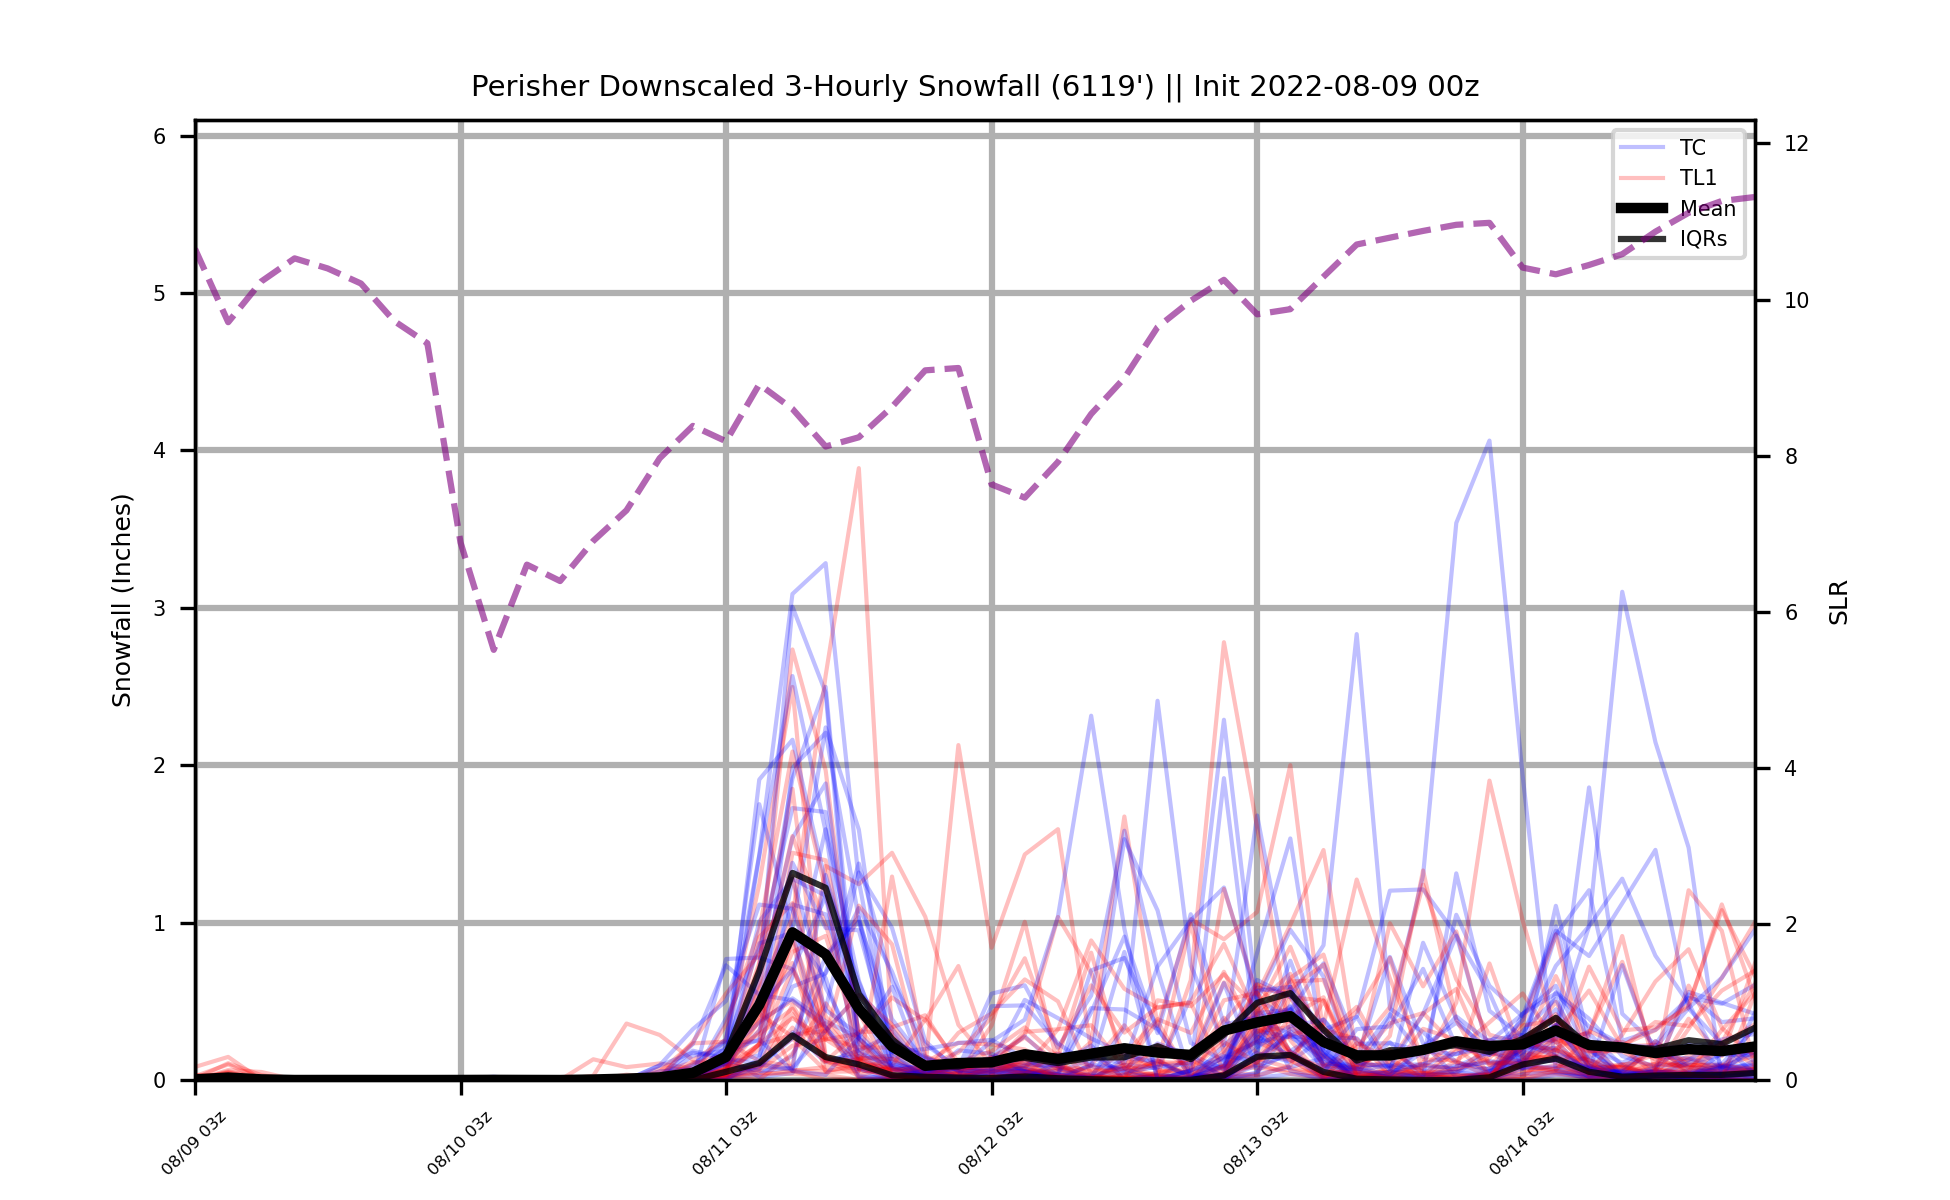 Perisher Downscaled 3-Hourly Snowfall (6119') || Init 2022-08-09 00z
TC
TL1
Mean
IQRs
Snowfall (Inches)
6
5
4
3
2
1
0
SLR
12
10
8
6
4
2
0
08/09 03z
08/10 03z
08/11 03z
08/12 03z
08/13 03z
08/14 03z